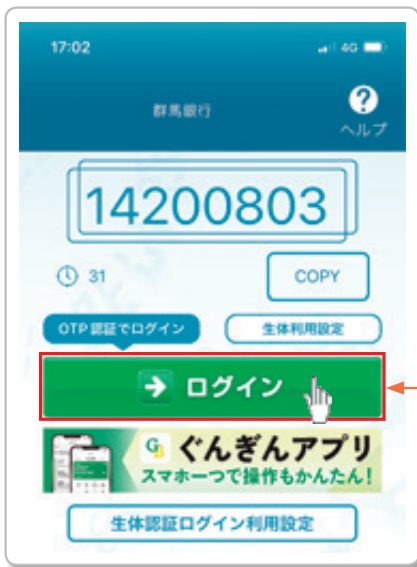 17:02
4G
群馬銀行
?
ヘルプ
14200803
31
COPY
OTP認証でログイン
生体利用設定
ログイン
G ぐんぎんアプリ
スマホ一つで操作もかんたん!
生体認証ログイン利用設定